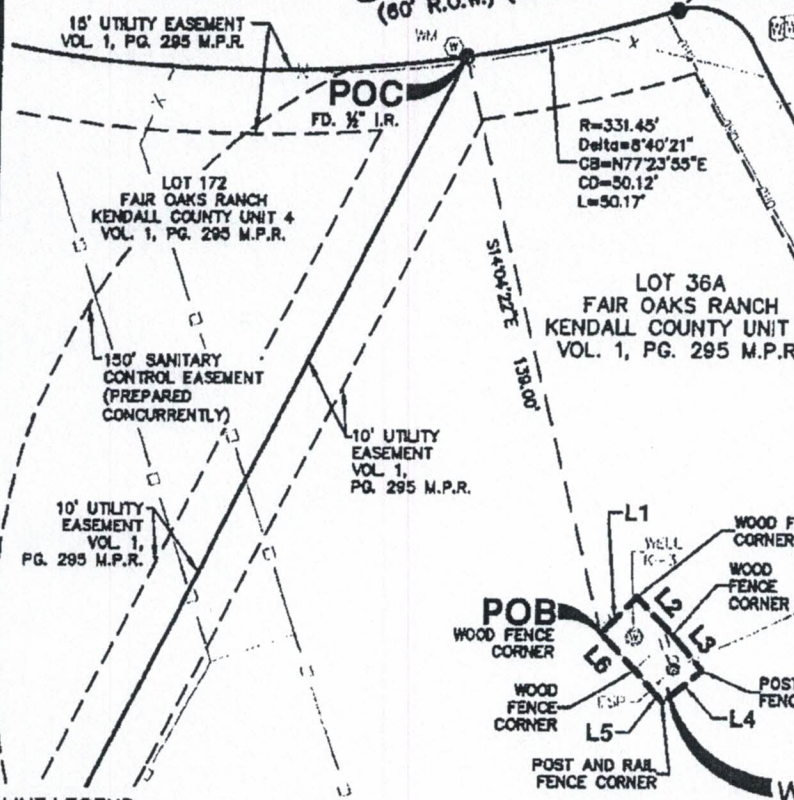 (60' R.O.W.)
15' UTILITY EASEMENT
VOL. 1, PG. 295 M.P.R.
WM
W
POC
FD. ½" I.R.
R=331.45'
Delta=8°40'21"
CB=N77°23'55"E
CD=50.12'
L=50.17'
LOT 172
FAIR OAKS RANCH
KENDALL COUNTY UNIT 4
VOL. 1, PG. 295 M.P.R.
S14°04'22"E 139.00'
LOT 36A
FAIR OAKS RANCH
KENDALL COUNTY UNIT
VOL. 1, PG. 295 M.P.R
150' SANITARY
CONTROL EASEMENT
(PREPARED
CONCURRENTLY)
10' UTILITY
EASEMENT
VOL. 1,
PG. 295 M.P.R.
10' UTILITY
EASEMENT
VOL. 1,
PG. 295 M.P.R.
L1
WELL
K-3
WOOD F
CORNER
WOOD
FENCE
CORNER
L2
L3
POB
WOOD FENCE
CORNER
W
L6
WOOD
FENCE
CORNER
ESP
L5
L4
POST
FENC
POST AND RAIL
FENCE CORNER
W